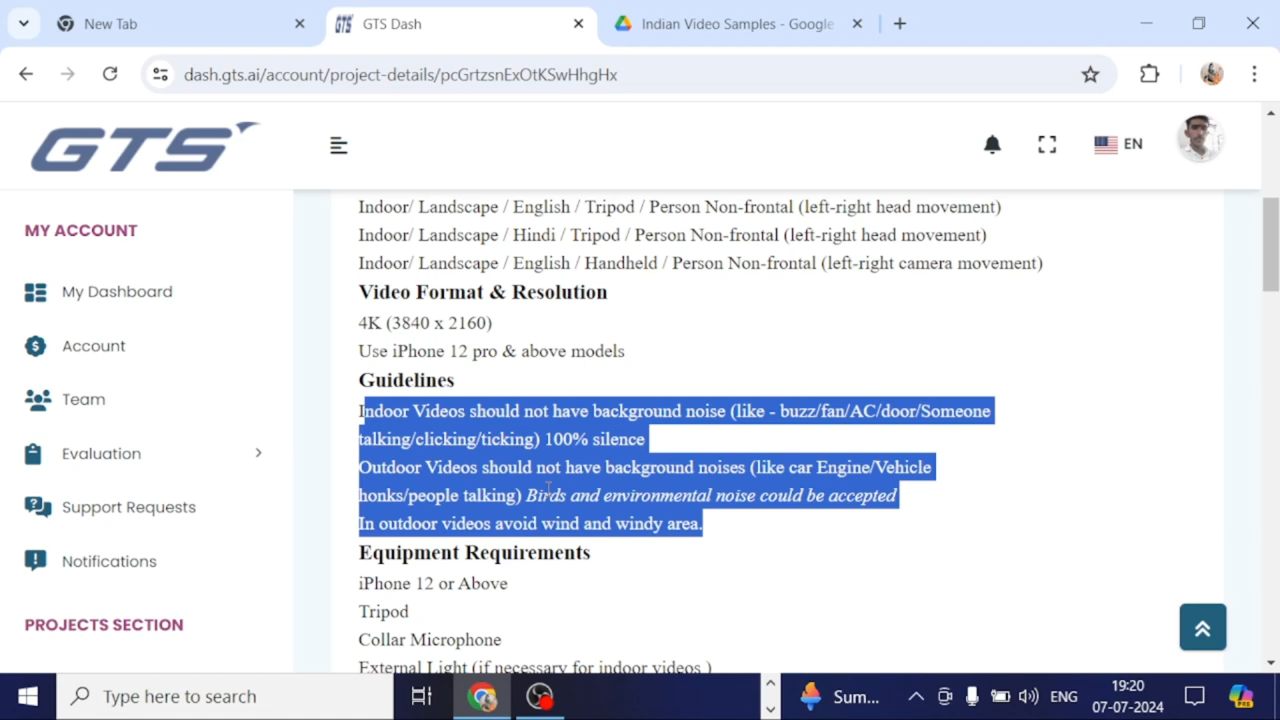 New Tab
GTS Dash
Indian Video Samples - Google
dash.gts.ai/account/project-details/pcGrtzsnExOtKSwHhgHx
GTS
EN
MY ACCOUNT
My Dashboard
Account
Team
Evaluation
Support Requests
Notifications
PROJECTS SECTION
Indoor/ Landscape / English / Tripod / Person Non-frontal (left-right head movement)
Indoor/ Landscape / Hindi / Tripod / Person Non-frontal (left-right head movement)
Indoor/ Landscape / English / Handheld / Person Non-frontal (left-right camera movement)
Video Format & Resolution
4K (3840 x 2160)
Use iPhone 12 pro & above models
Guidelines
Indoor Videos should not have background noise (like - buzz/fan/AC/door/Someone
talking/clicking/ticking) 100% silence
Outdoor Videos should not have background noises (like car Engine/Vehicle
honks/people talking) Birds and environmental noise could be accepted
In outdoor videos avoid wind and windy area.
Equipment Requirements
iPhone 12 or Above
Tripod
Collar Microphone
External Light (if necessary for indoor videos )
Type here to search
Sum...
ENG
19:20
07-07-2024